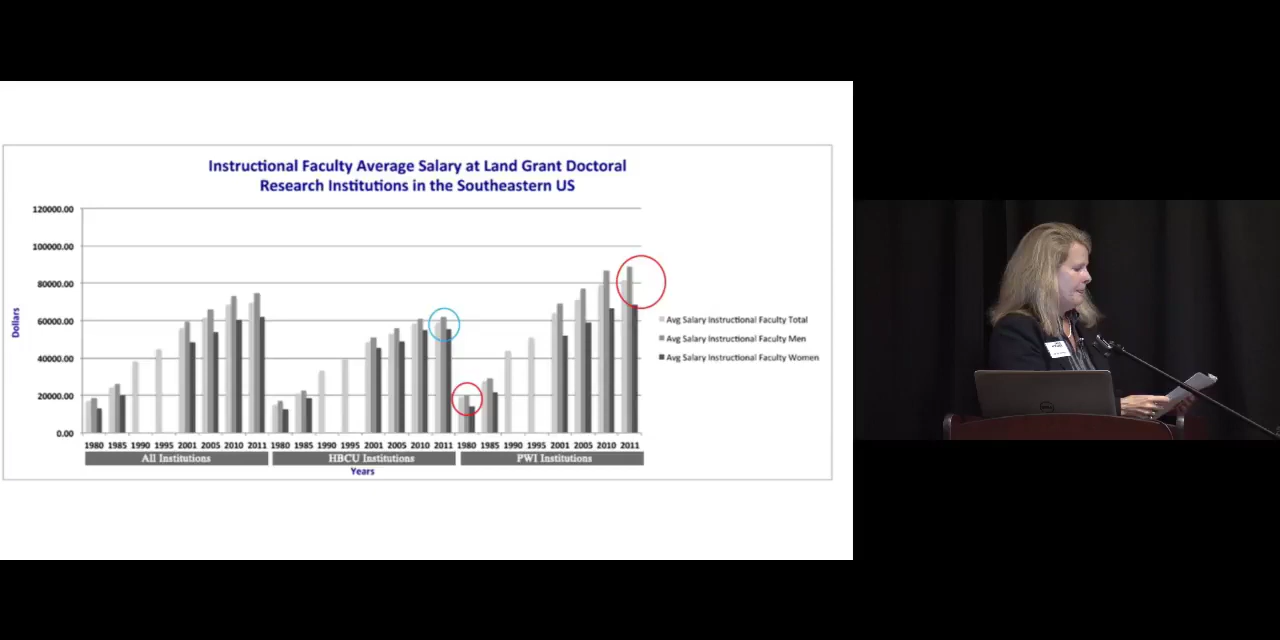 Instructional Faculty Average Salary at Land Grant Doctoral
Research Institutions in the Southeastern US
120000.00
100000.00
80000.00
60000.00
40000.00
20000.00
0.00
Dollars
Avg Salary Instructional Faculty Total
Avg Salary Instructional Faculty Men
Avg Salary Instructional Faculty Women
1980 1985 1990 1995 2001 2005 2010 2011 1980 1985 1990 1995 2001 2005 2010 2011 1980 1985 1990 1995 2001 2005 2010 2011
All Institutions HBCU Institutions PWI Institutions
Years